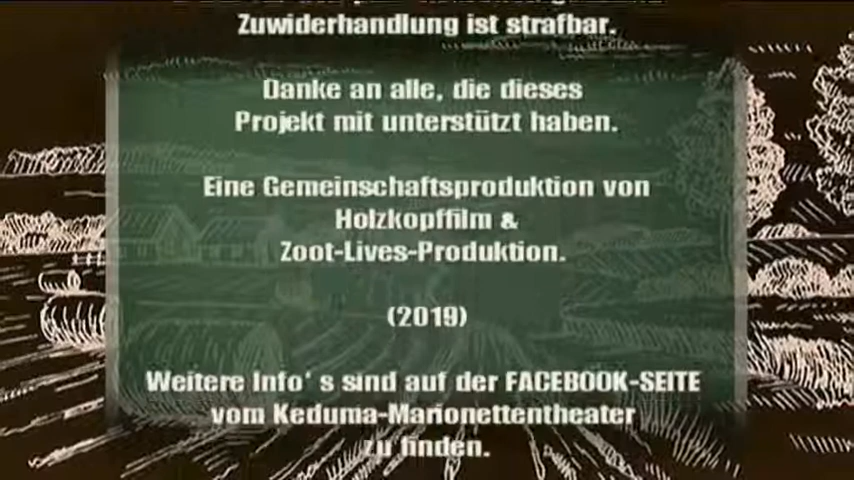 Zuwiderhandlung ist strafbar.
Danke an alle, die dieses
Projekt mit unterstützt haben.
Eine Gemeinschaftsproduktion von
Holzkopffilm &
Zoot-Lives-Produktion.
(2019)
Weitere Info´s sind auf der FACEBOOK-SEITE
vom Keduma-Marionettentheater
zu finden.